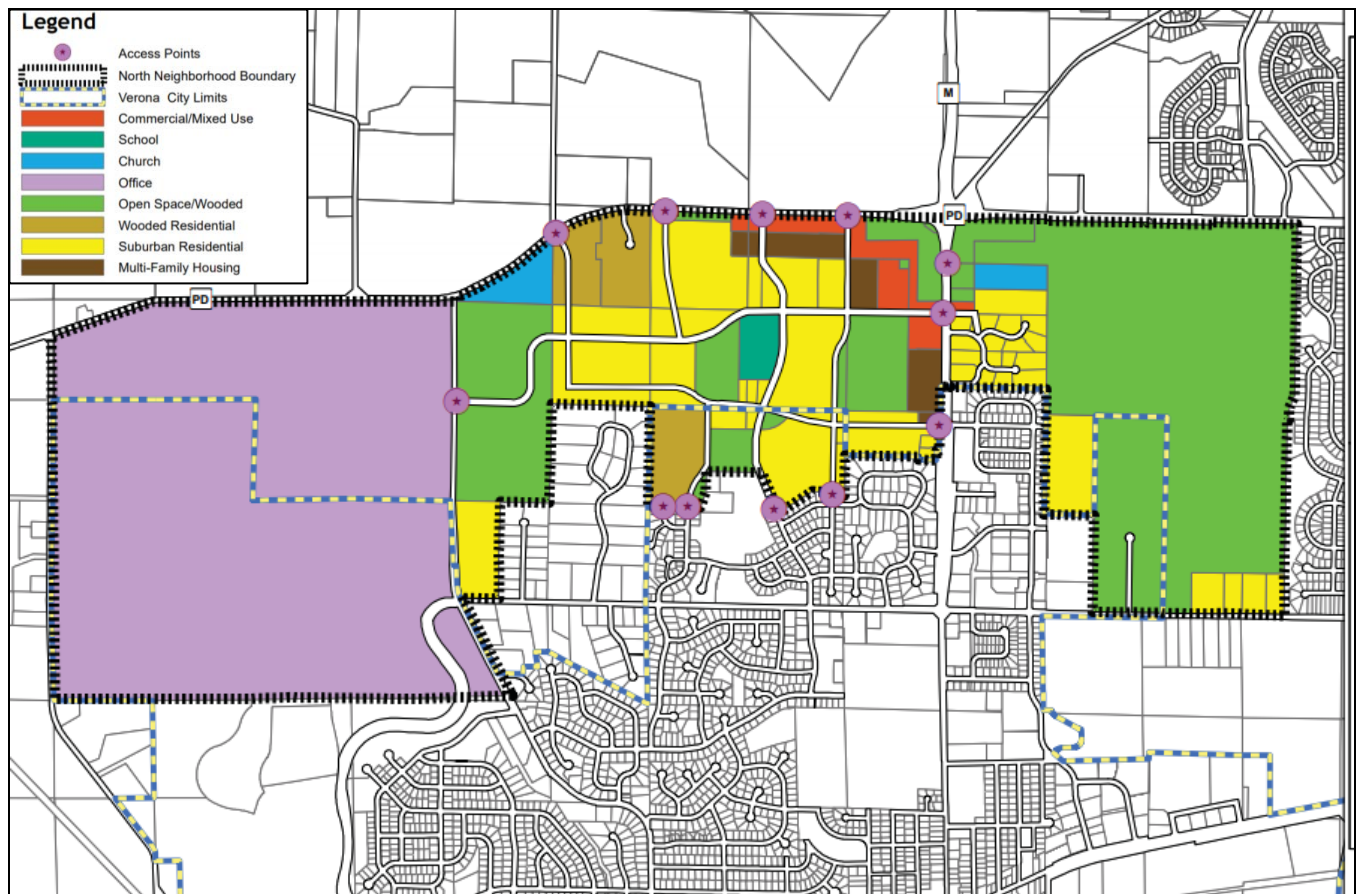 Legend
Access Points
North Neighborhood Boundary
Verona City Limits
Commercial/Mixed Use
School
Church
Office
Open Space/Wooded
Wooded Residential
Suburban Residential
Multi-Family Housing
M
PD
PD